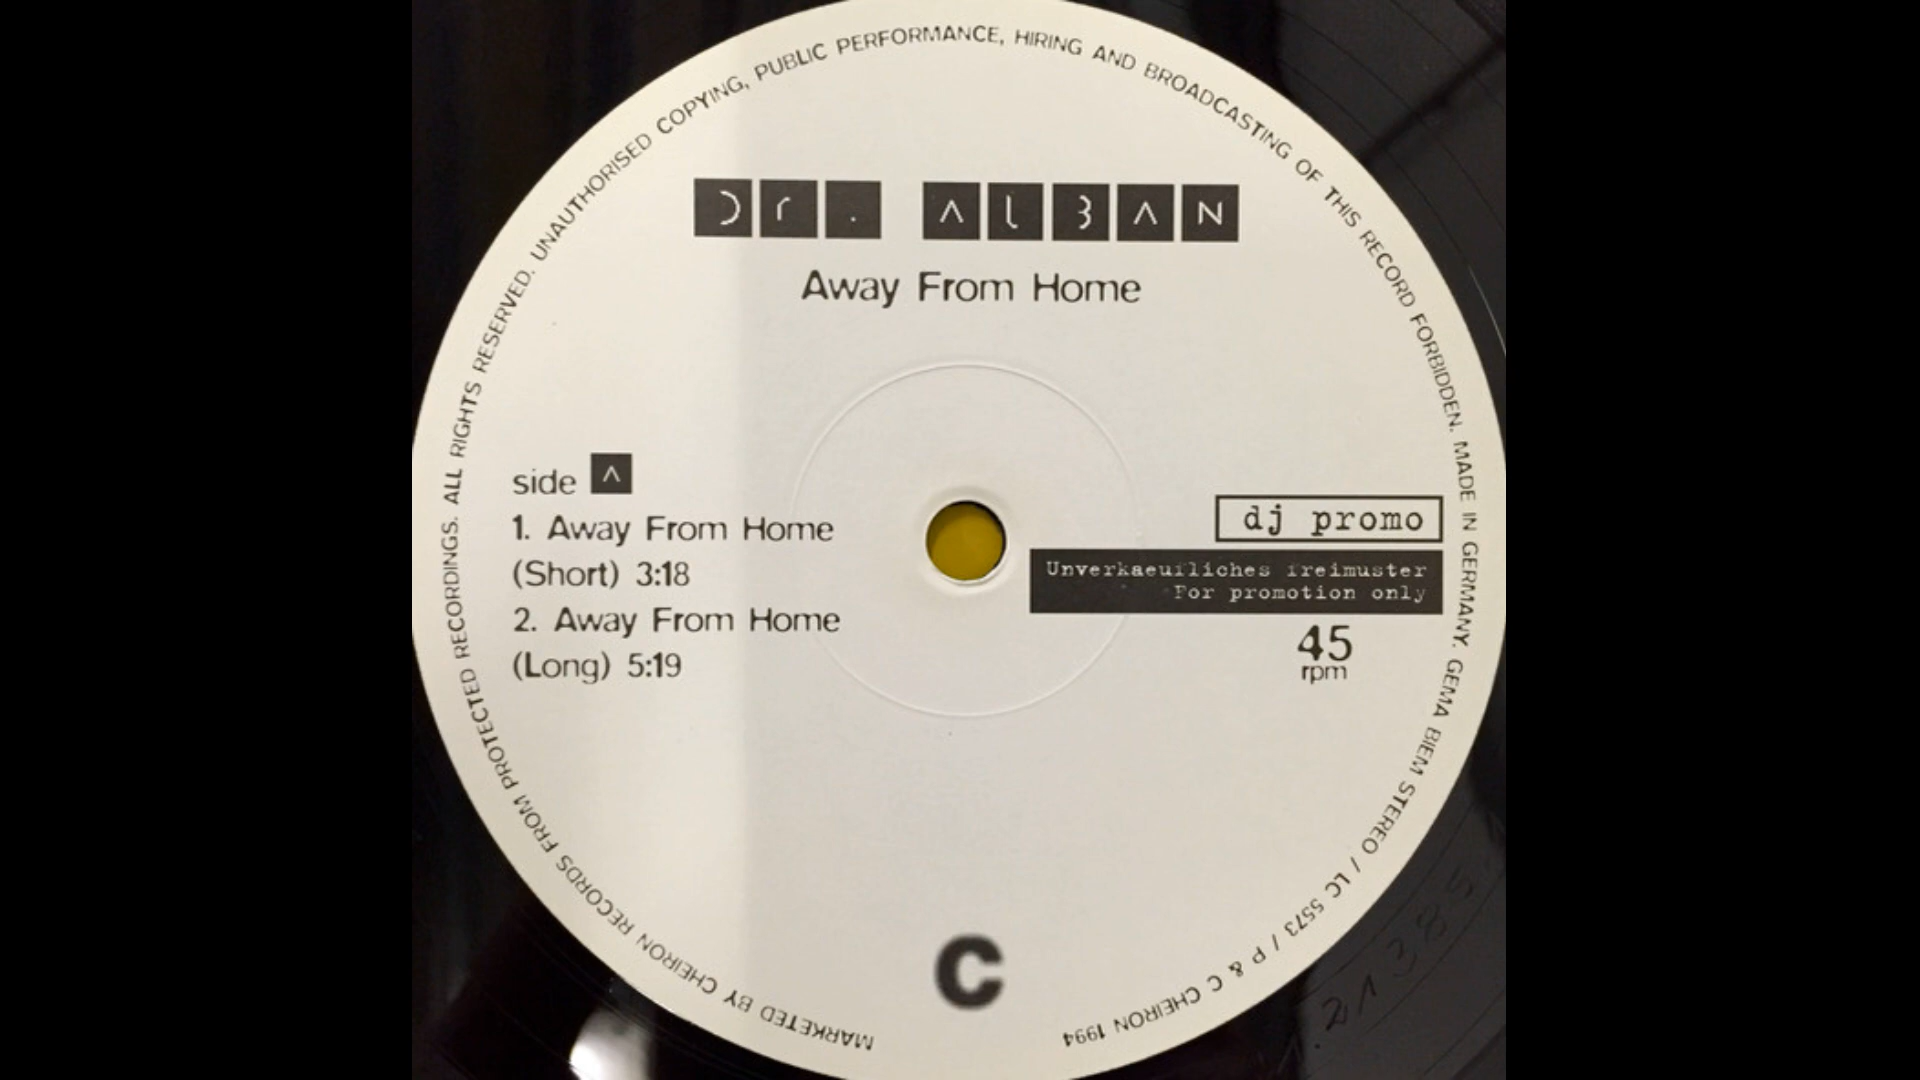 Dr. AlBAN
Away From Home
side A
1. Away From Home
(Short) 3:18
2. Away From Home
(Long) 5:19
dj promo
Unverkaeufliches freimuster
For promotion only
45
rpm
C
MARKETED BY CHEIRON RECORDS FROM PROTECTED RECORDINGS. ALL RIGHTS RESERVED. UNAUTHORISED COPYING, PUBLIC PERFORMANCE, HIRING AND BROADCASTING OF THIS RECORD FORBIDDEN. MADE IN GERMANY. GEMA BIEM STEREO / LC 5573 / P & C CHEIRON 1994